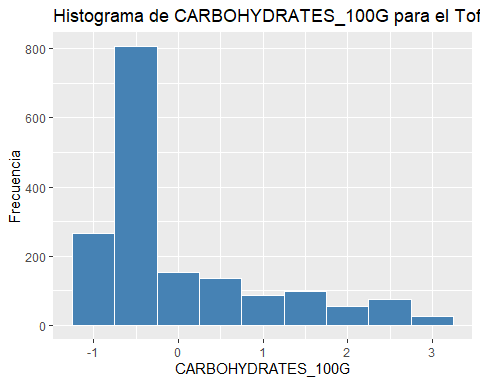 Histograma de CARBOHYDRATES_100G para el Tof
Frecuencia
800
600
400
200
0
-1 0 1 2 3
CARBOHYDRATES_100G